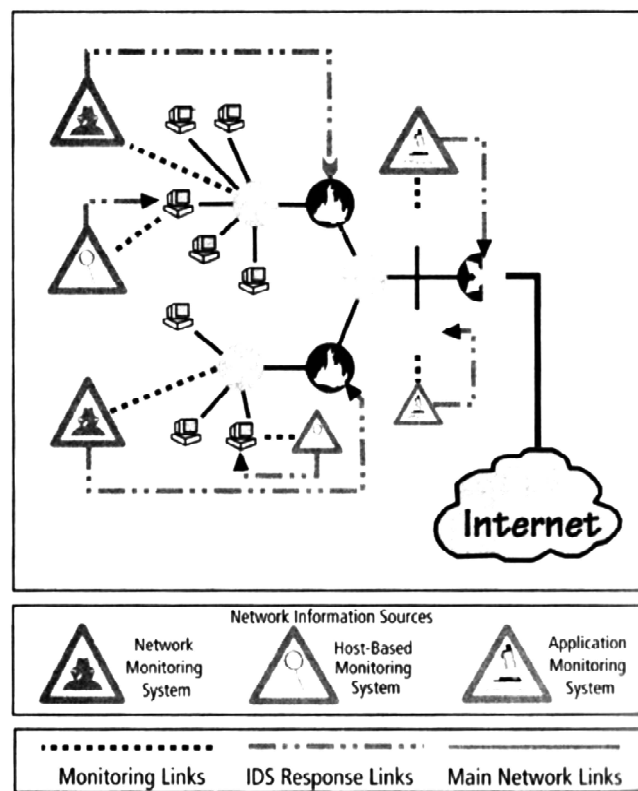 Internet
Network Information Sources
Network
Monitoring
System
Host-Based
Monitoring
System
Application
Monitoring
System
Monitoring Links
IDS Response Links
Main Network Links